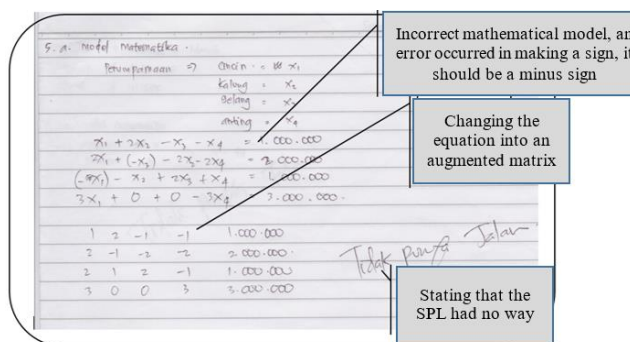 5. a. Model Matematika.
Perumpamaan => Cincin = x₁
Kalung = x₂
Gelang = x₃
anting = x₄
x₁ + 2x₂ - x₃ - x₄ = 1.000.000
2x₁ + (-x₂) - 2x₃ - 2x₄ = 2.000.000
- x₂ + 2x₃ + x₄ = 1.000.000
3x₁ + 0 + 0 - 3x₄ = 3.000.000.
1 2 -1 -1 1.000.000
2 -1 -2 -2 2.000.000
2 1 2 -1 1.000.000
3 0 0 3 3.000.000
Tidak punya Jalan
Incorrect mathematical model, an
error occurred in making a sign, it
should be a minus sign
Changing the
equation into an
augmented matrix
Stating that the
SPL had no way